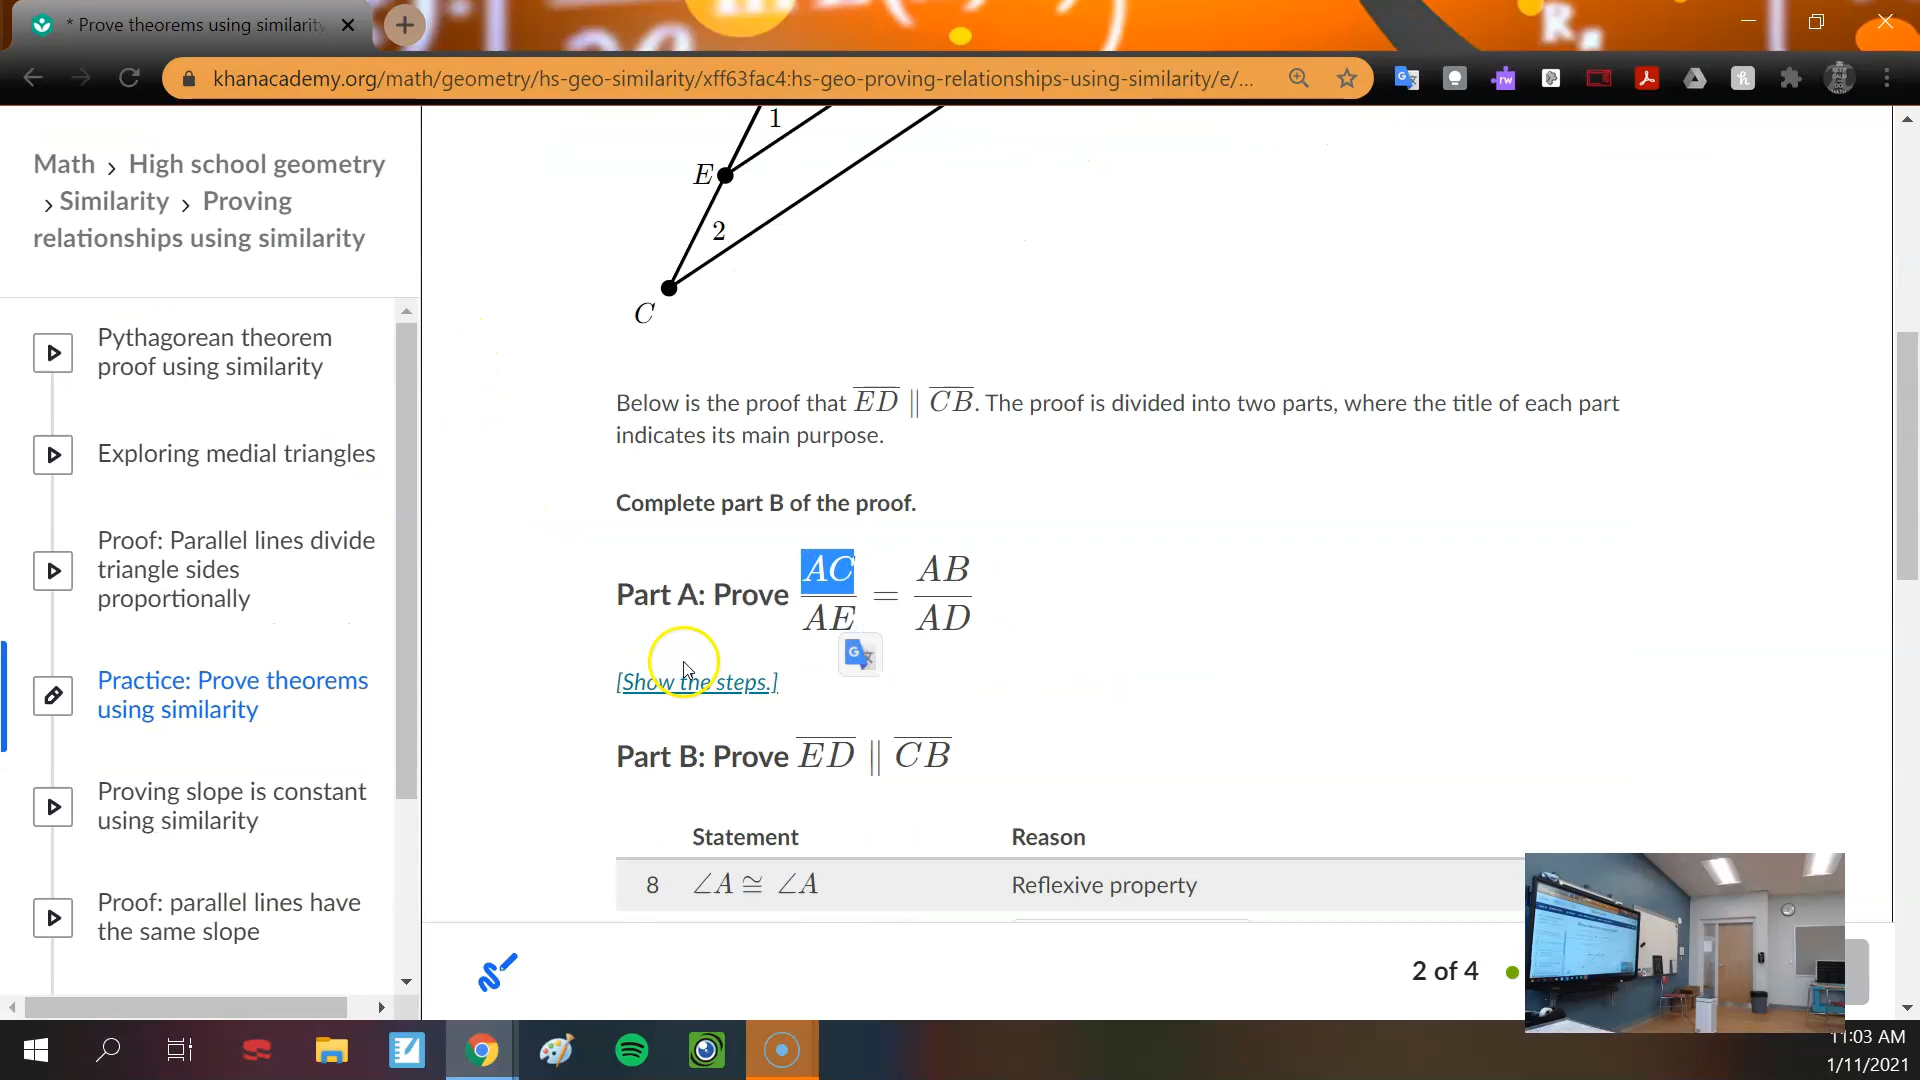 * Prove theorems using similarity
khanacademy.org/math/geometry/hs-geo-similarity/xff63fac4:hs-geo-proving-relationships-using-similarity/e/...
Math › High school geometry
› Similarity › Proving
relationships using similarity
Pythagorean theorem
proof using similarity
Exploring medial triangles
Proof: Parallel lines divide
triangle sides
proportionally
Practice: Prove theorems
using similarity
Proving slope is constant
using similarity
Proof: parallel lines have
the same slope
1
E
2
C
Below is the proof that ED ∥ CB. The proof is divided into two parts, where the title of each part
indicates its main purpose.
Complete part B of the proof.
Part A: Prove AC/AE = AB/AD
[Show the steps.]
Part B: Prove ED ∥ CB
Statement Reason
8 ∠A ≅ ∠A Reflexive property
2 of 4
11:03 AM
1/11/2021